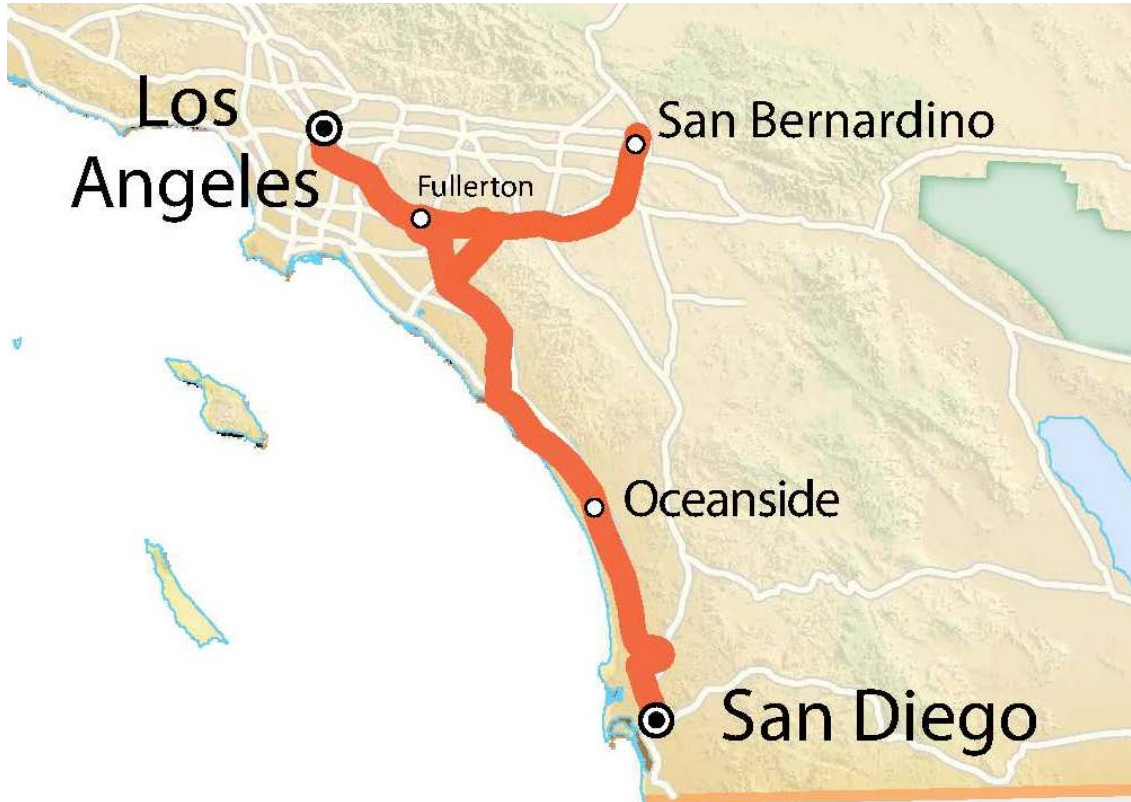 Los
Angeles
San Bernardino
Fullerton
Oceanside
San Diego